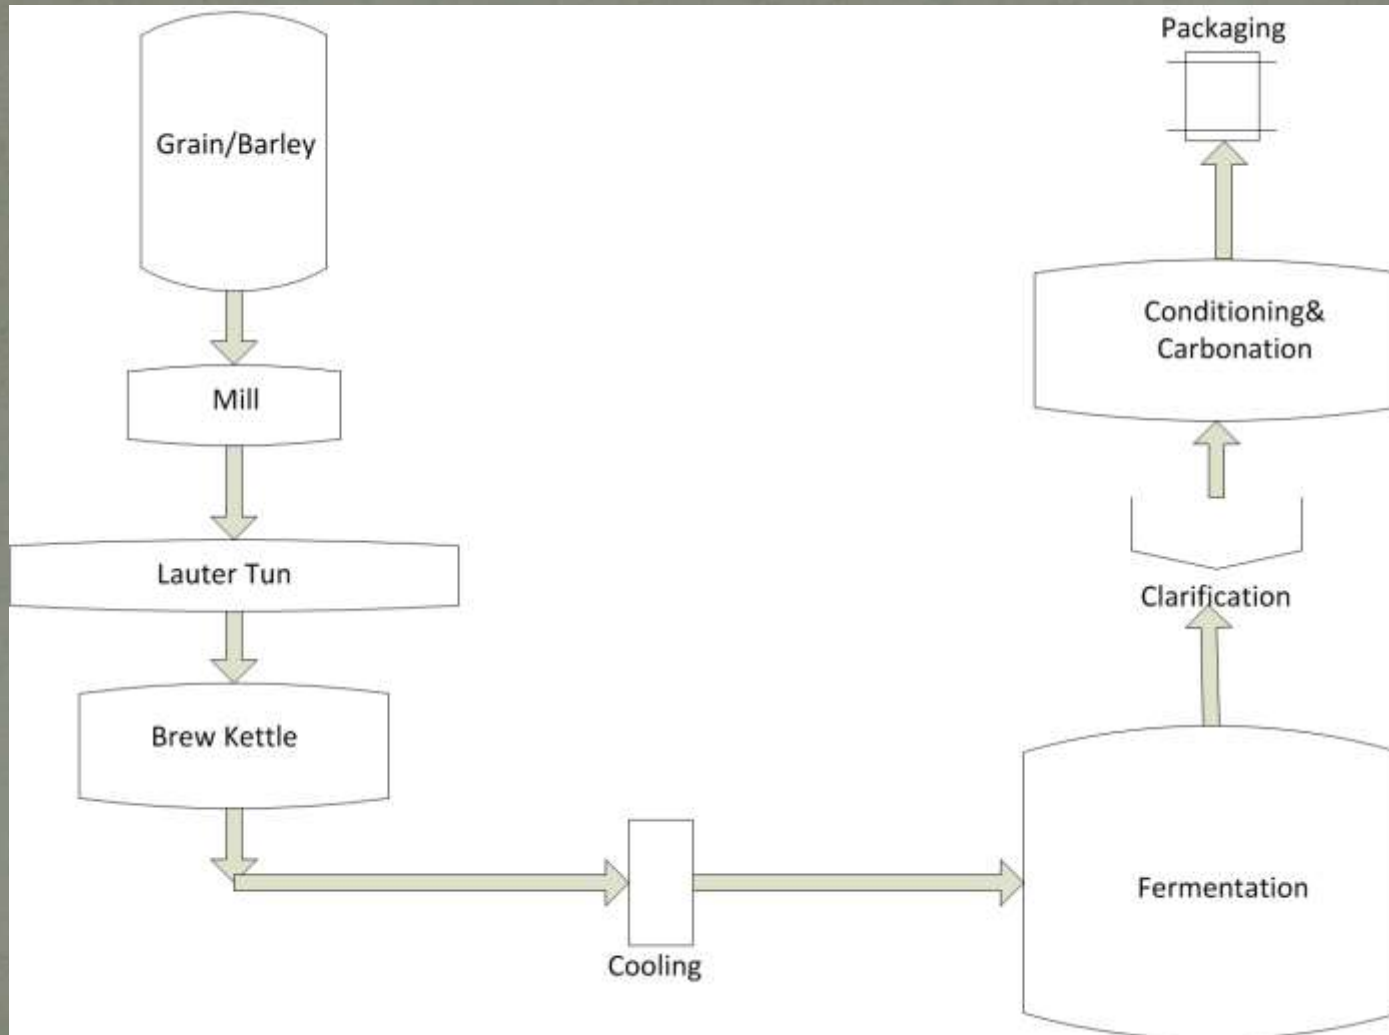 Grain/Barley
Mill
Lauter Tun
Brew Kettle
Cooling
Fermentation
Clarification
Conditioning&
Carbonation
Packaging